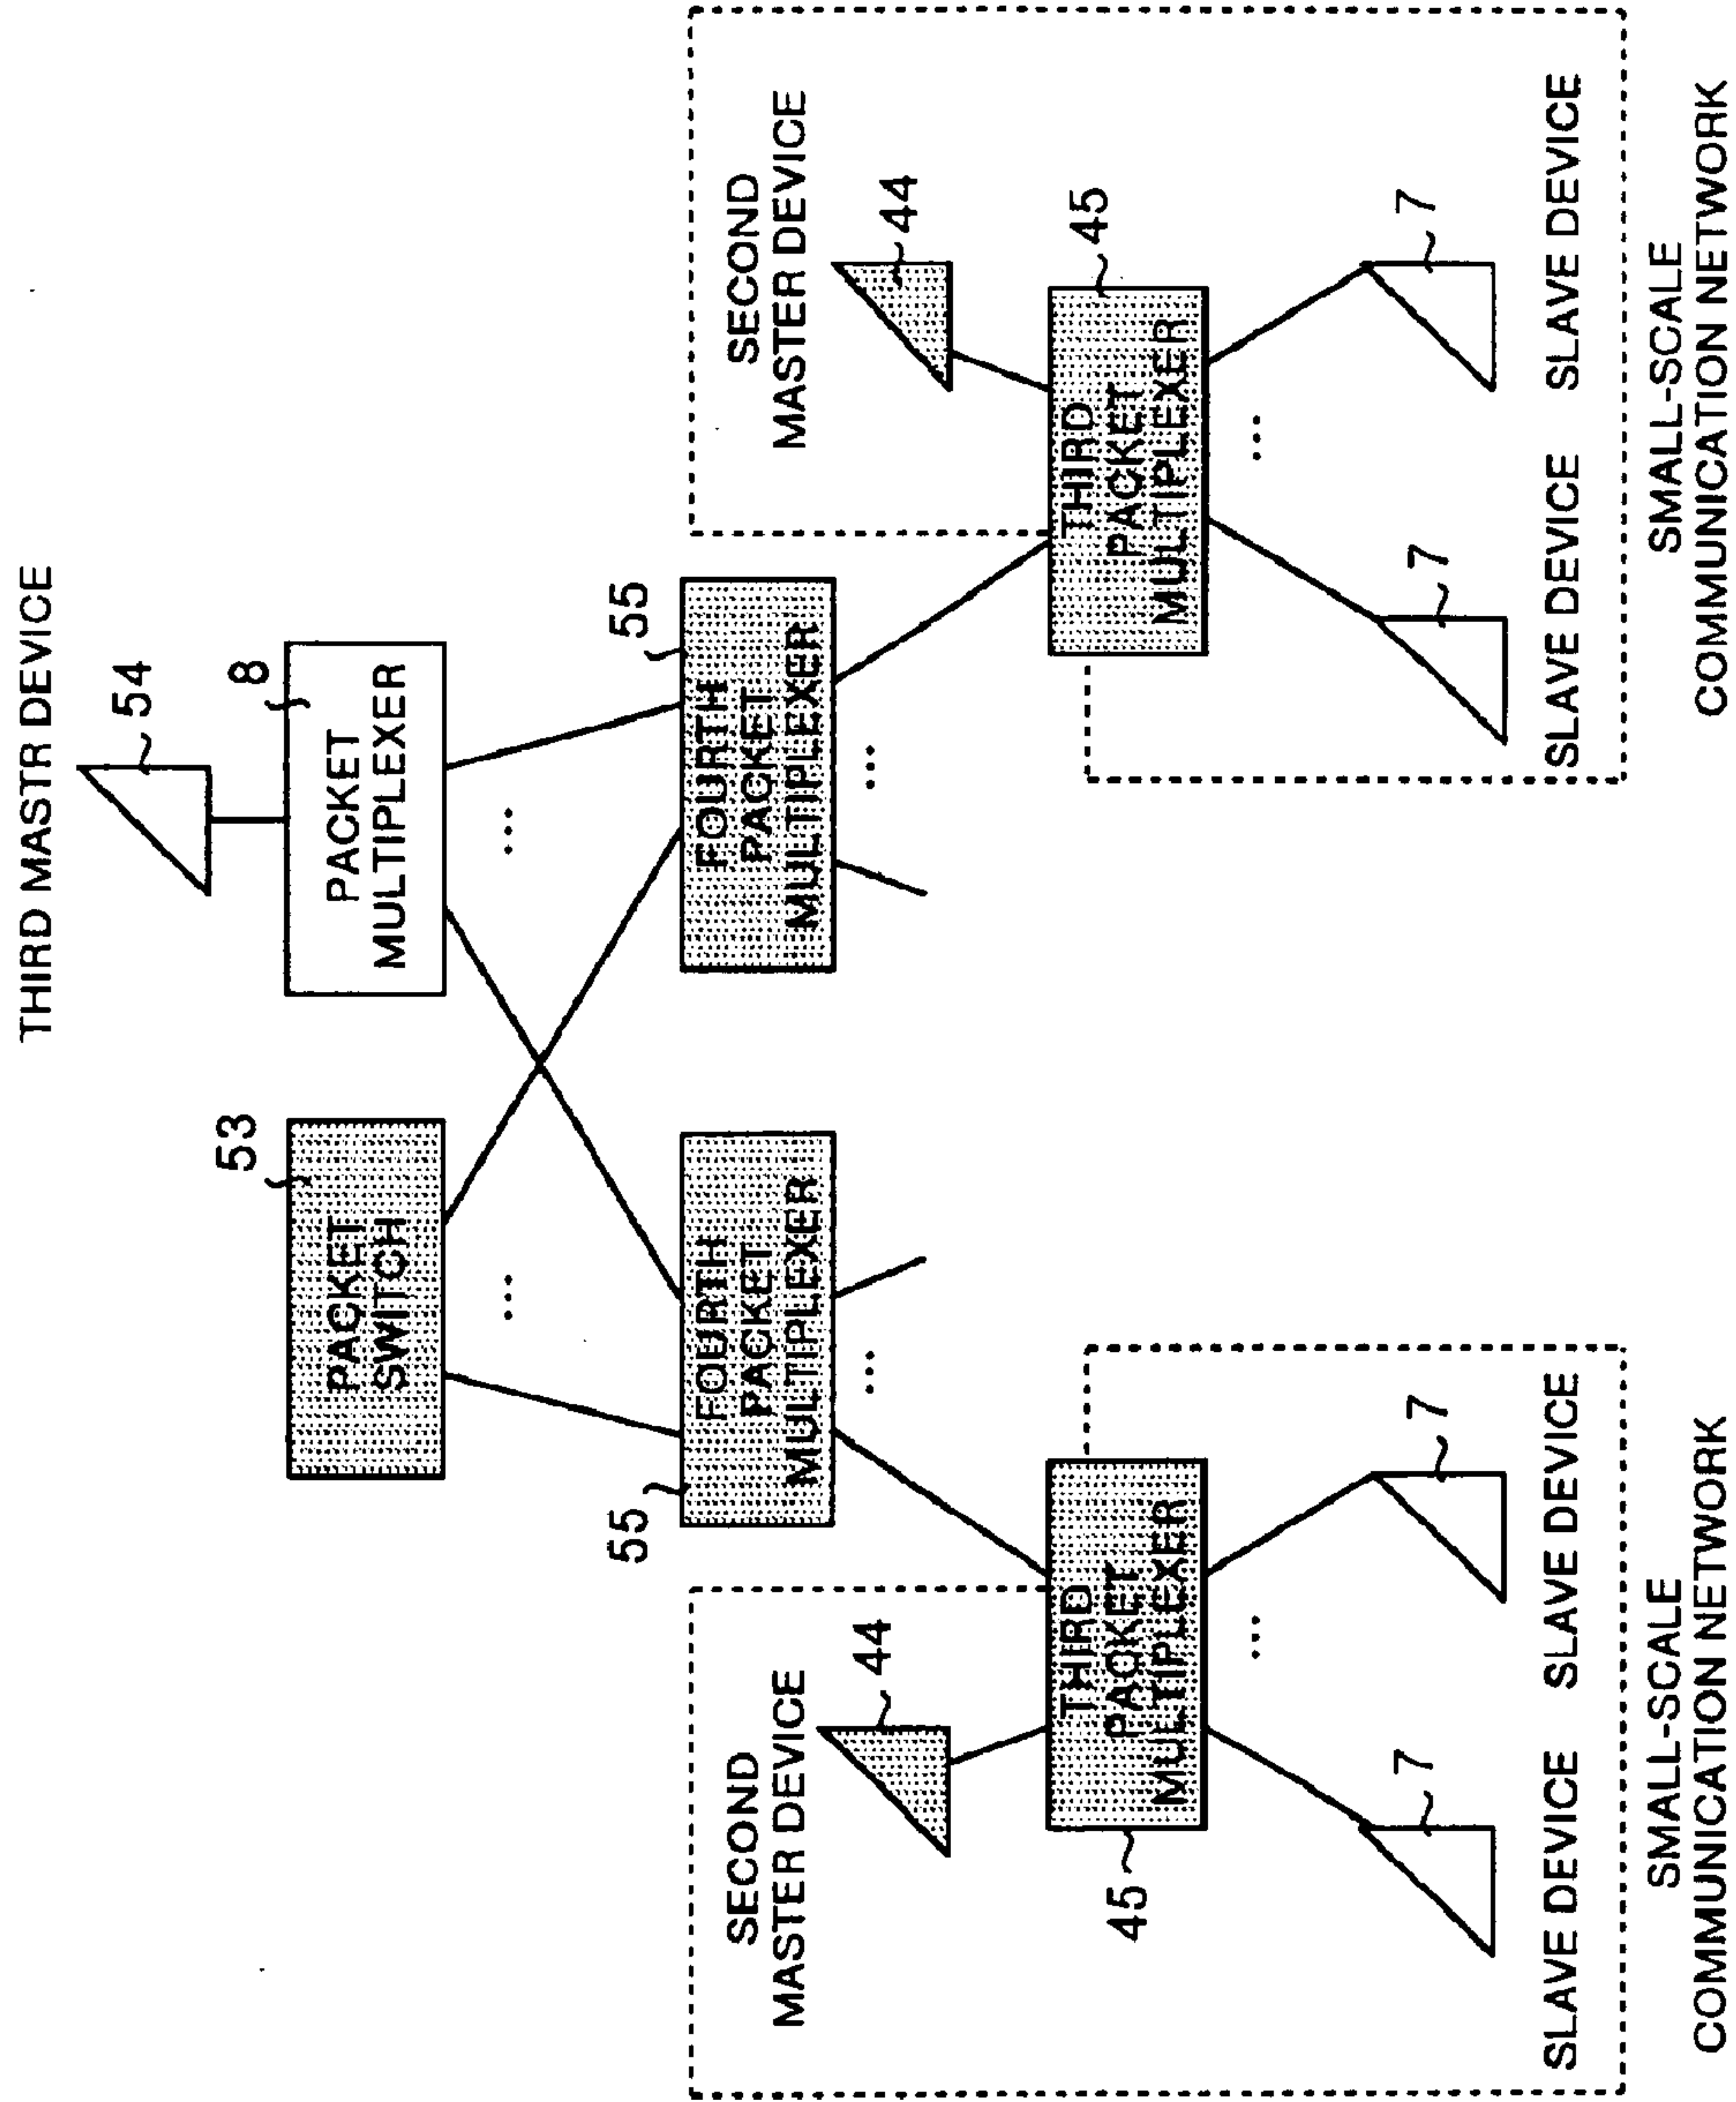 THIRD MASTR DEVICE
54
53
8
PACKET
SWITCH
PACKET
MULTIPLEXER
...
...
55
55
FOURTH
PACKET
MULTIPLEXER
FOURTH
PACKET
MULTIPLEXER
...
...
SECOND
MASTER DEVICE
44
SECOND
MASTER DEVICE
44
45
THIRD
PACKET
MULTIPLEXER
45
THIRD
PACKET
MULTIPLEXER
...
...
7
7
7
7
SLAVE DEVICE
SLAVE DEVICE
SLAVE DEVICE
SLAVE DEVICE
SMALL-SCALE
COMMUNICATION NETWORK
SMALL-SCALE
COMMUNICATION NETWORK